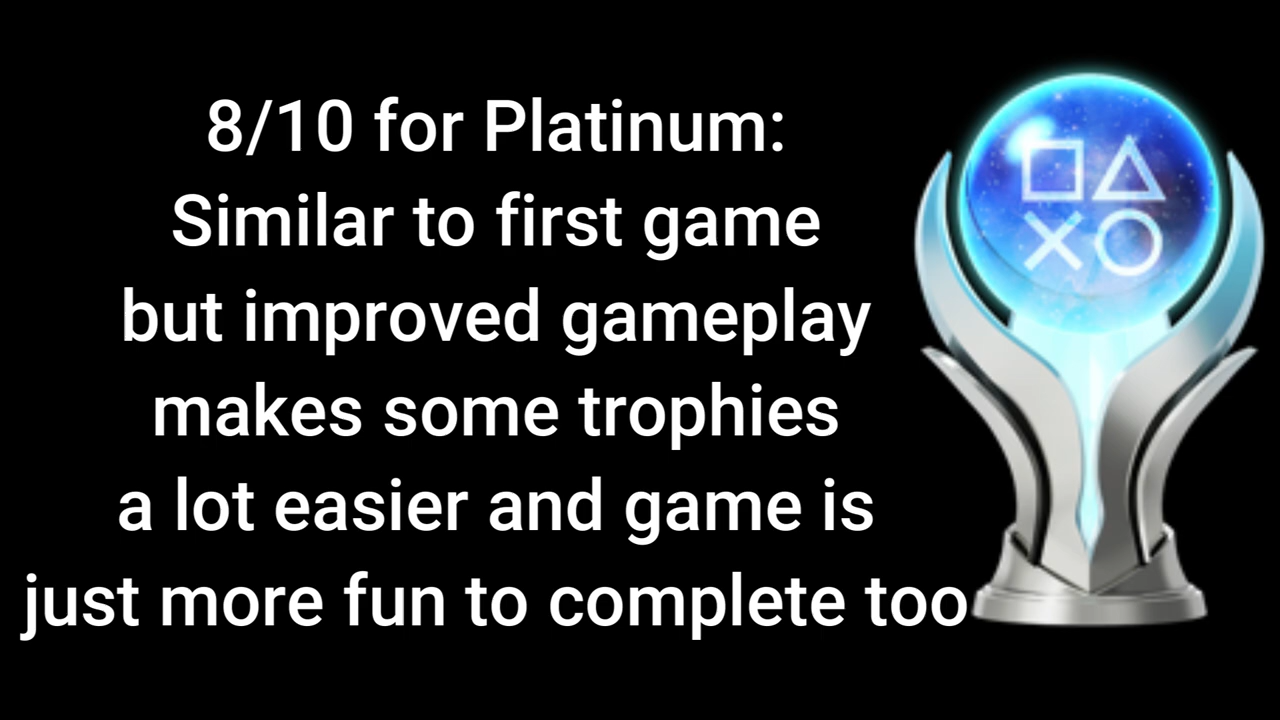 8/10 for Platinum:
Similar to first game
but improved gameplay
makes some trophies
a lot easier and game is
just more fun to complete too